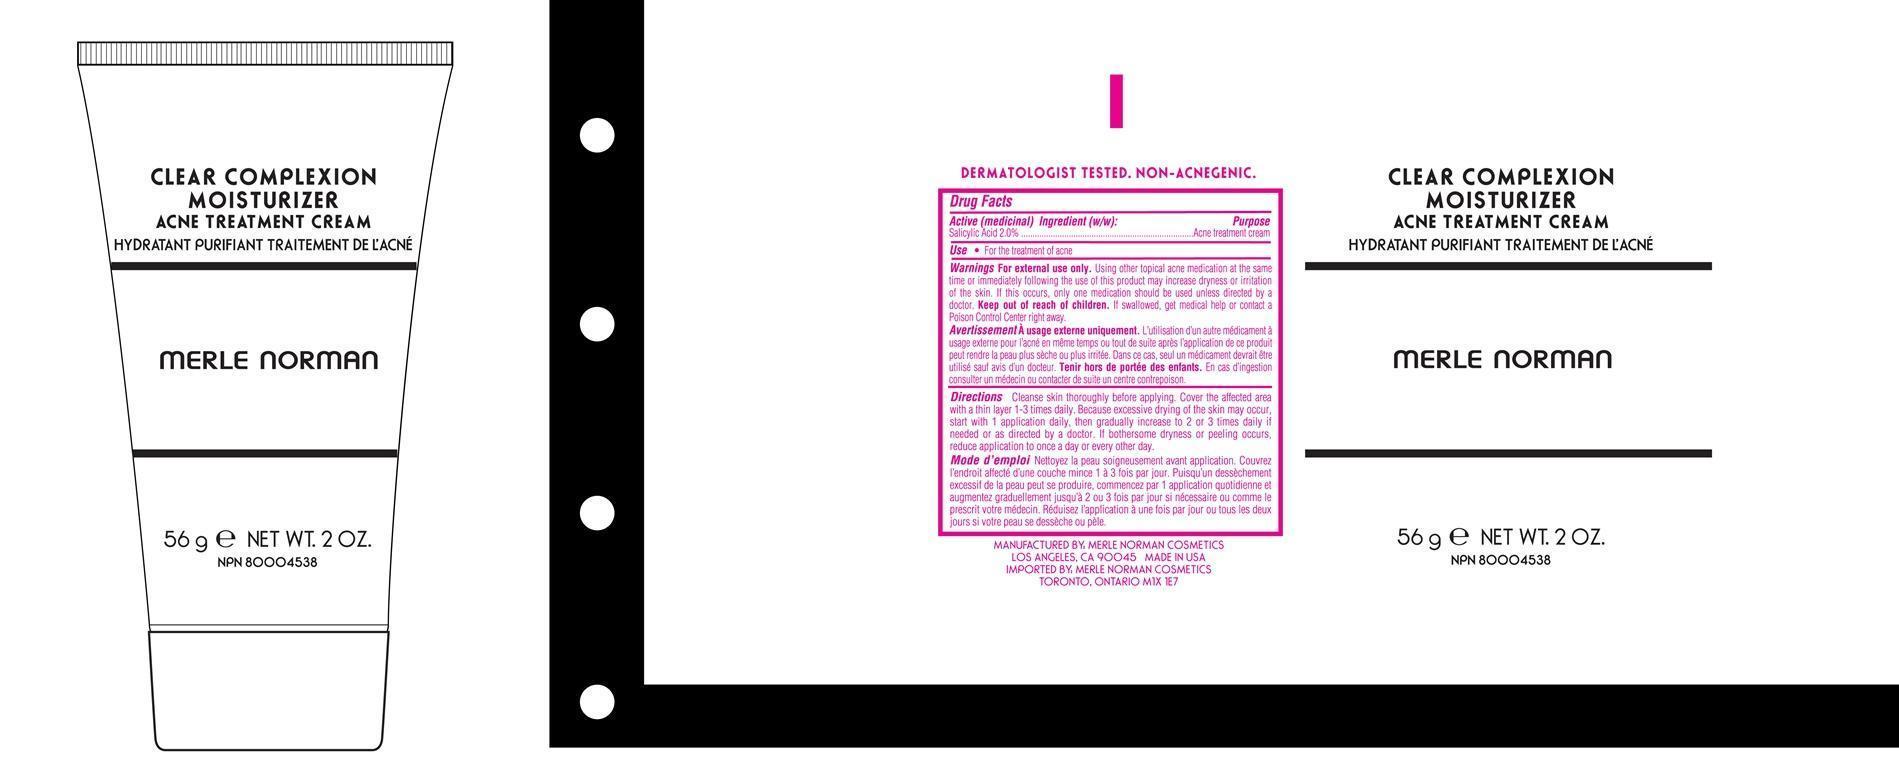 CLEAR COMPLEXION
MOISTURIZER
ACNE TREATMENT CREAM
HYDRATANT PURIFIANT TRAITEMENT DE L'ACNÉ
MERLE NORMAN
56 g ℮ NET WT. 2 OZ.
NPN 80004538
DERMATOLOGIST TESTED. NON-ACNEGENIC.
Drug Facts
Active (medicinal) Ingredient (w/w): Purpose
Salicylic Acid 2.0% ........................................................................Acne treatment cream
Use • For the treatment of acne
Warnings For external use only. Using other topical acne medication at the same
time or immediately following the use of this product may increase dryness or irritation
of the skin. If this occurs, only one medication should be used unless directed by a
doctor. Keep out of reach of children. If swallowed, get medical help or contact a
Poison Control Center right away.
Avertissement À usage externe uniquement. L'utilisation d'un autre médicament à
usage externe pour l'acné en même temps ou tout de suite après l'application de ce produit
peut rendre la peau plus sèche ou plus irritée. Dans ce cas, seul un médicament devrait être
utilisé sauf avis d'un docteur. Tenir hors de portée des enfants. En cas d'ingestion
consulter un médecin ou contacter de suite un centre contrepoison.
Directions Cleanse skin thoroughly before applying. Cover the affected area
with a thin layer 1-3 times daily. Because excessive drying of the skin may occur,
start with 1 application daily, then gradually increase to 2 or 3 times daily if
needed or as directed by a doctor. If bothersome dryness or peeling occurs,
reduce application to once a day or every other day.
Mode d'emploi Nettoyez la peau soigneusement avant application. Couvrez
l'endroit affecté d'une couche mince 1 à 3 fois par jour. Puisqu'un dessèchement
excessif de la peau peut se produire, commencez par 1 application quotidienne et
augmentez graduellement jusqu'à 2 ou 3 fois par jour si nécessaire ou comme le
prescrit votre médecin. Réduisez l'application à une fois par jour ou tous les deux
jours si votre peau se dessèche ou pèle.
MANUFACTURED BY, MERLE NORMAN COSMETICS
LOS ANGELES, CA 90045 MADE IN USA
IMPORTED BY, MERLE NORMAN COSMETICS
TORONTO, ONTARIO M1X 1E7
CLEAR COMPLEXION
MOISTURIZER
ACNE TREATMENT CREAM
HYDRATANT PURIFIANT TRAITEMENT DE L'ACNÉ
MERLE NORMAN
56 g ℮ NET WT. 2 OZ.
NPN 80004538